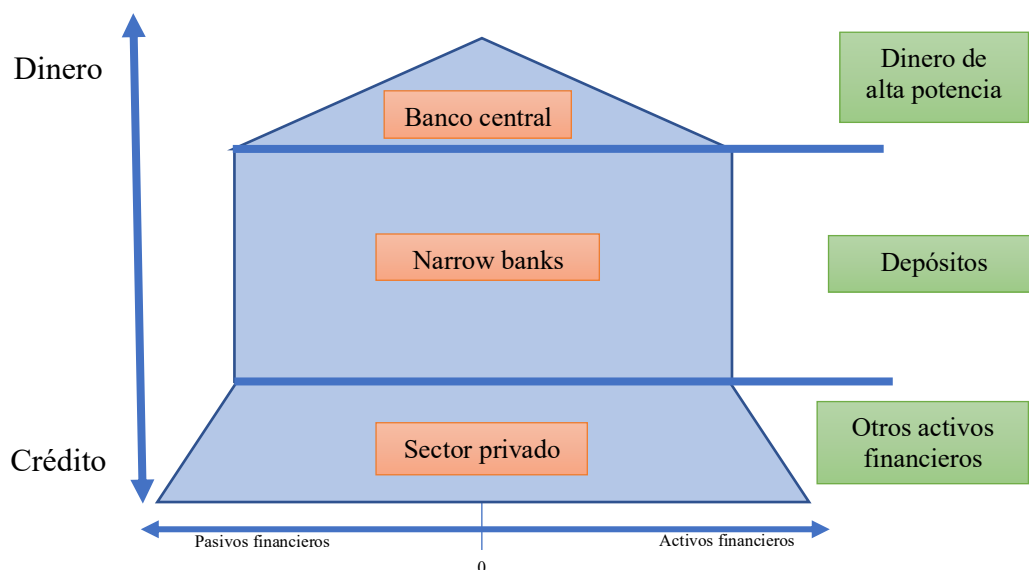 Dinero
Dinero de
alta potencia
Banco central
Narrow banks
Depósitos
Sector privado
Otros activos
financieros
Crédito
Pasivos financieros
Activos financieros
0